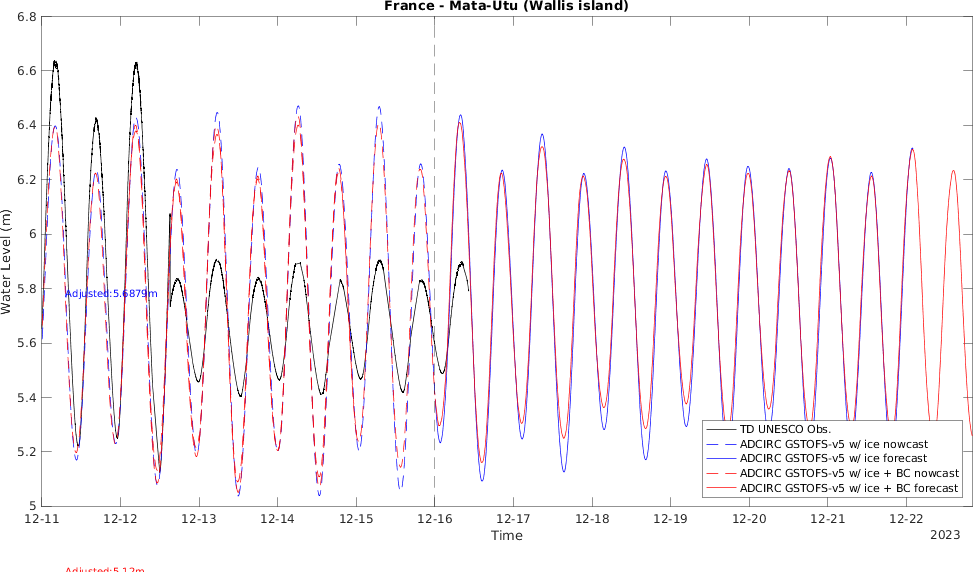 France - Mata-Utu (Wallis island)
6.8
6.6
6.4
6.2
6
5.8
5.6
5.4
5.2
5
Water Level (m)
Adjusted:5.6879m
TD UNESCO Obs.
ADCIRC GSTOFS-v5 w/ ice nowcast
ADCIRC GSTOFS-v5 w/ ice forecast
ADCIRC GSTOFS-v5 w/ ice + BC nowcast
ADCIRC GSTOFS-v5 w/ ice + BC forecast
12-11 12-12 12-13 12-14 12-15 12-16 12-17 12-18 12-19 12-20 12-21 12-22
Time
2023
Adjusted:5.12m